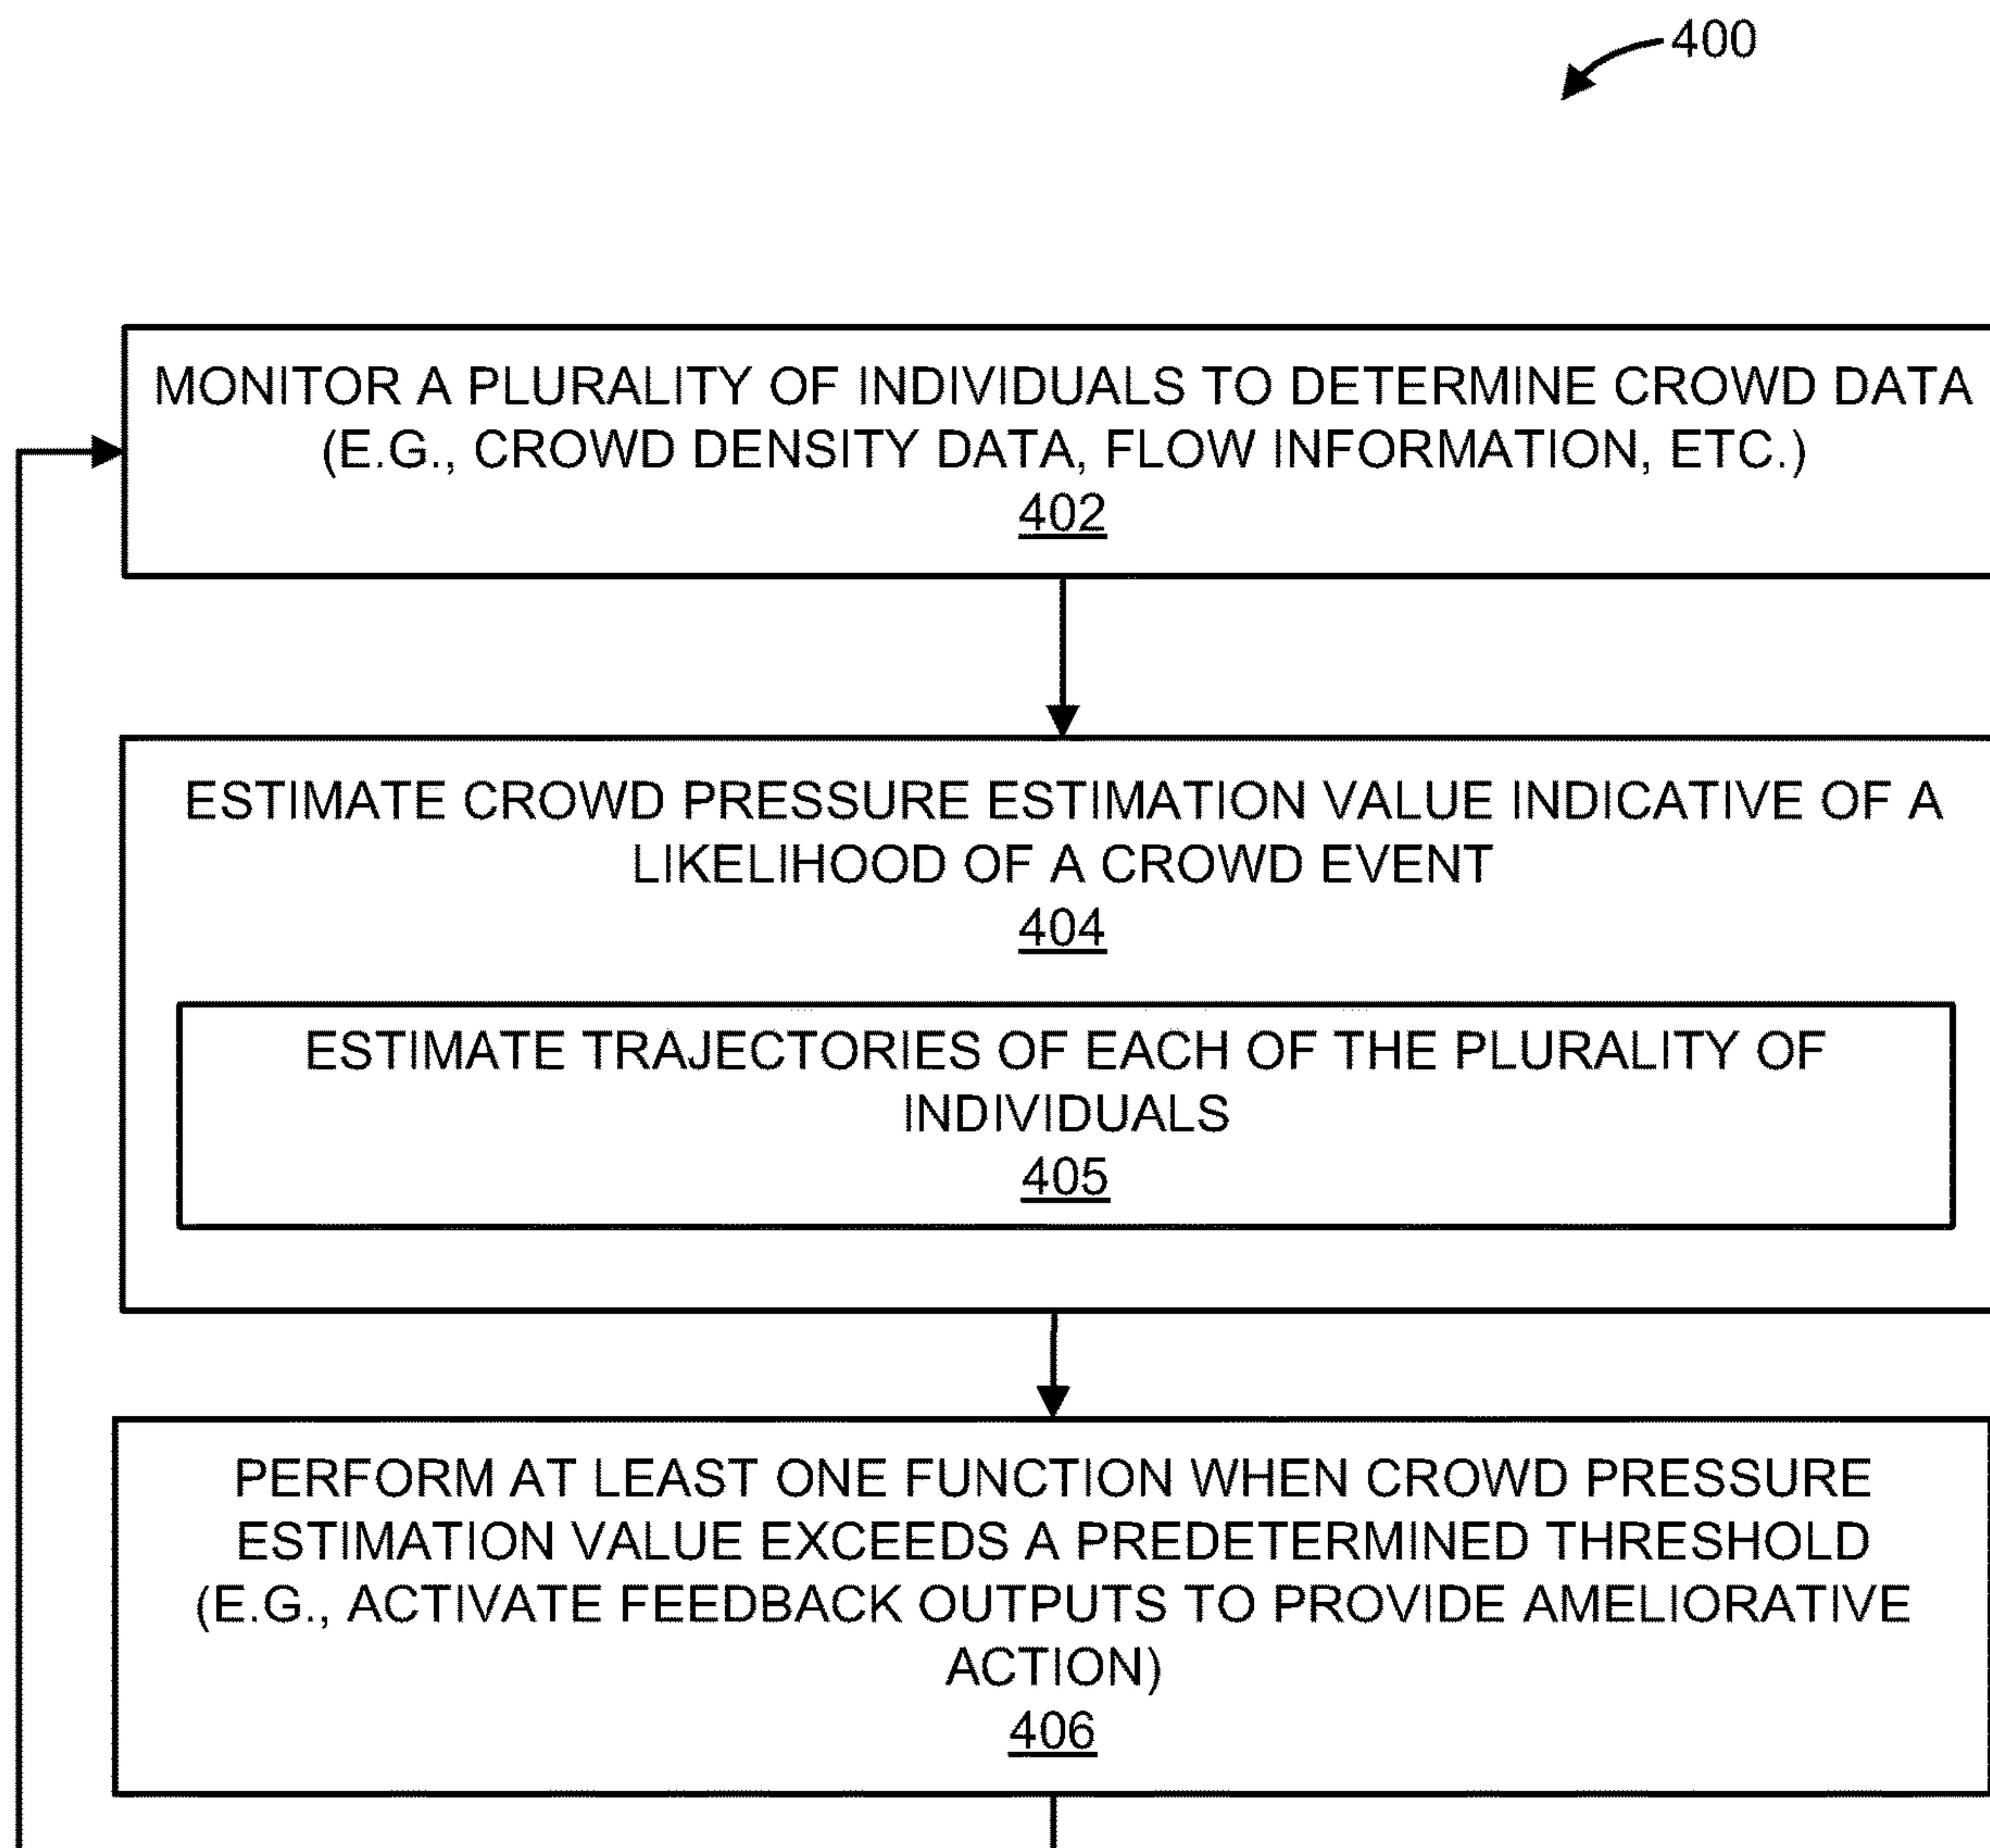 400
MONITOR A PLURALITY OF INDIVIDUALS TO DETERMINE CROWD DATA
(E.G., CROWD DENSITY DATA, FLOW INFORMATION, ETC.)
402
ESTIMATE CROWD PRESSURE ESTIMATION VALUE INDICATIVE OF A
LIKELIHOOD OF A CROWD EVENT
404
ESTIMATE TRAJECTORIES OF EACH OF THE PLURALITY OF
INDIVIDUALS
405
PERFORM AT LEAST ONE FUNCTION WHEN CROWD PRESSURE
ESTIMATION VALUE EXCEEDS A PREDETERMINED THRESHOLD
(E.G., ACTIVATE FEEDBACK OUTPUTS TO PROVIDE AMELIORATIVE
ACTION)
406